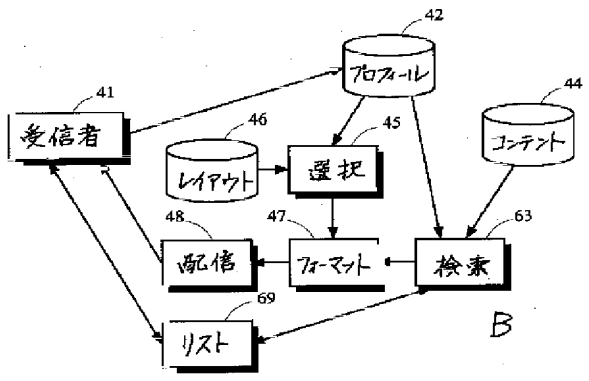 42
プロフィール
44
コンテント
41
受信者
46
レイアウト
45
選択
48
配信
47
フォーマット
63
検索
69
リスト
B